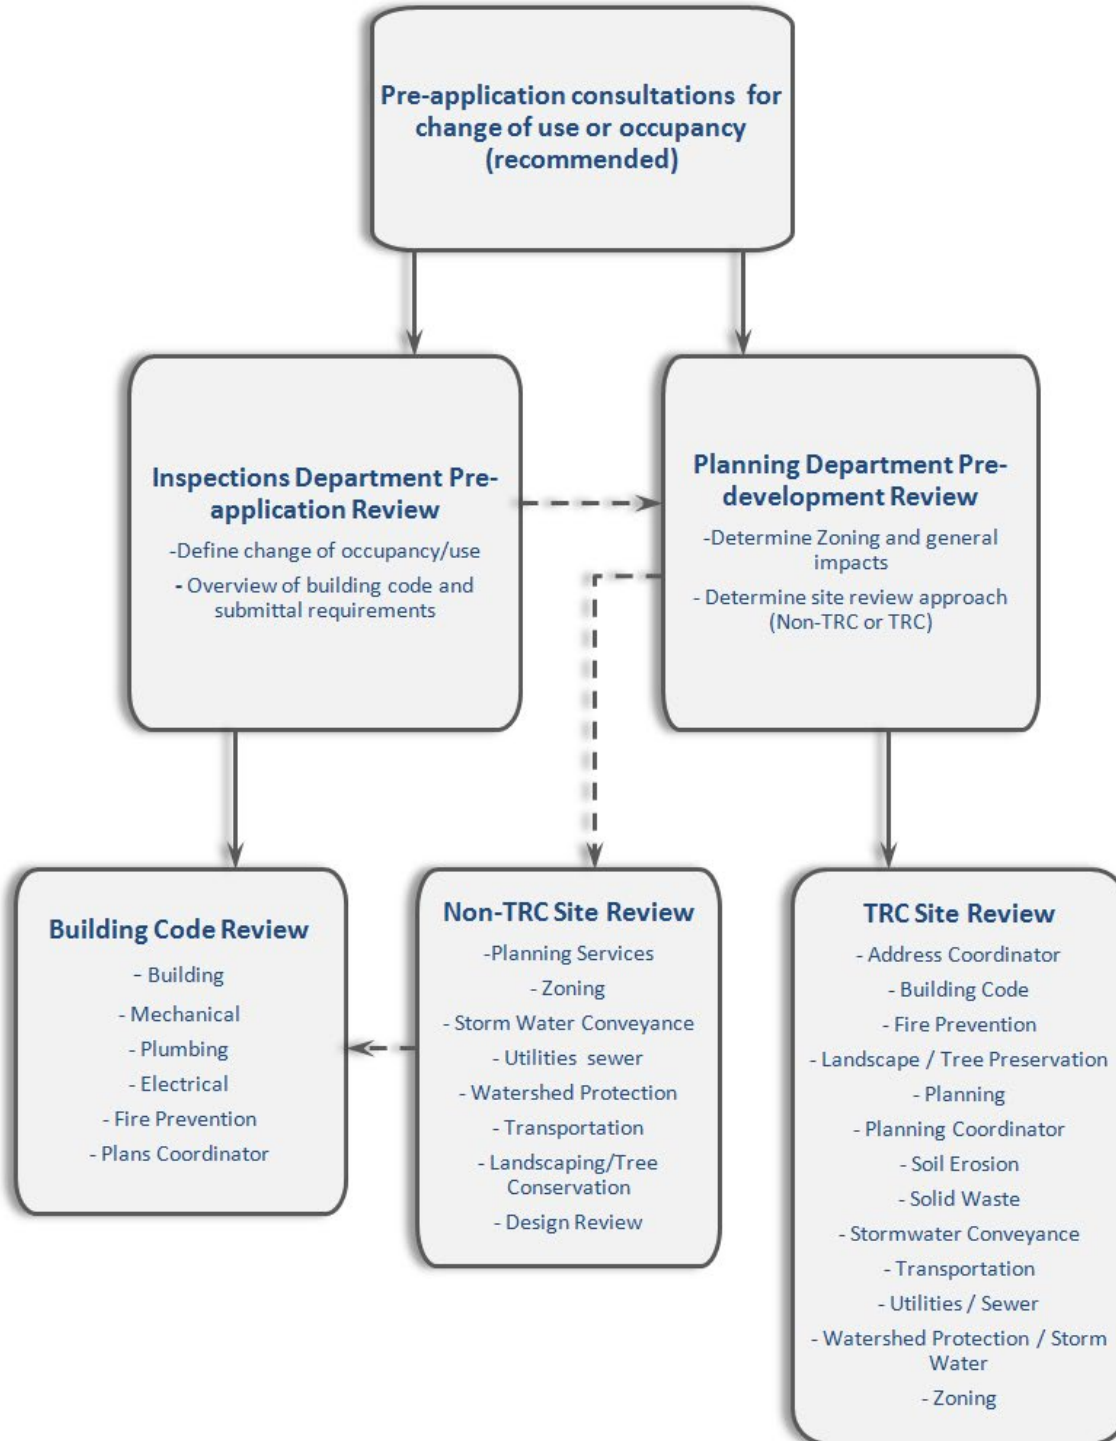 Pre-application consultations for
change of use or occupancy
(recommended)
Inspections Department Pre-
application Review
-Define change of occupancy/use
- Overview of building code and
submittal requirements
Planning Department Pre-
development Review
-Determine Zoning and general
impacts
- Determine site review approach
(Non-TRC or TRC)
Building Code Review
- Building
- Mechanical
- Plumbing
- Electrical
- Fire Prevention
- Plans Coordinator
Non-TRC Site Review
-Planning Services
- Zoning
- Storm Water Conveyance
- Utilities sewer
- Watershed Protection
- Transportation
- Landscaping/Tree
Conservation
- Design Review
TRC Site Review
- Address Coordinator
- Building Code
- Fire Prevention
- Landscape / Tree Preservation
- Planning
- Planning Coordinator
- Soil Erosion
- Solid Waste
- Stormwater Conveyance
- Transportation
- Utilities / Sewer
- Watershed Protection / Storm
Water
- Zoning